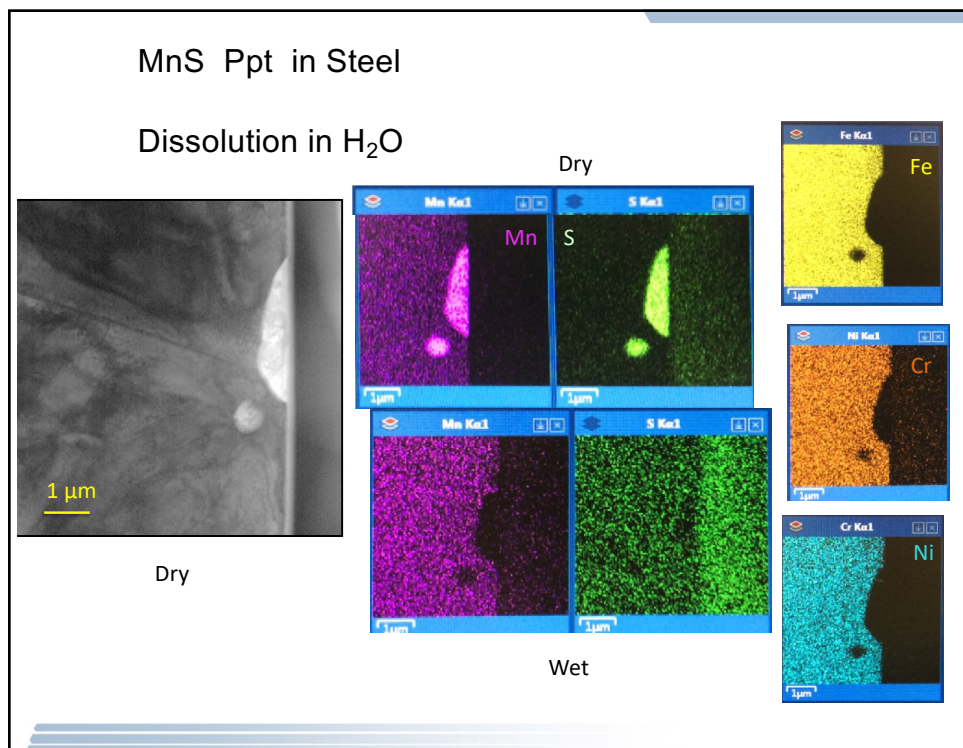 MnS Ppt in Steel
Dissolution in H₂O
Dry
Mn Kα1
S Kα1
Mn
S
1µm
1µm
Mn Kα1
S Kα1
1µm
1µm
Wet
1 µm
Dry
Fe Kα1
Fe
1µm
Ni Kα1
Cr
1µm
Cr Kα1
Ni
1µm